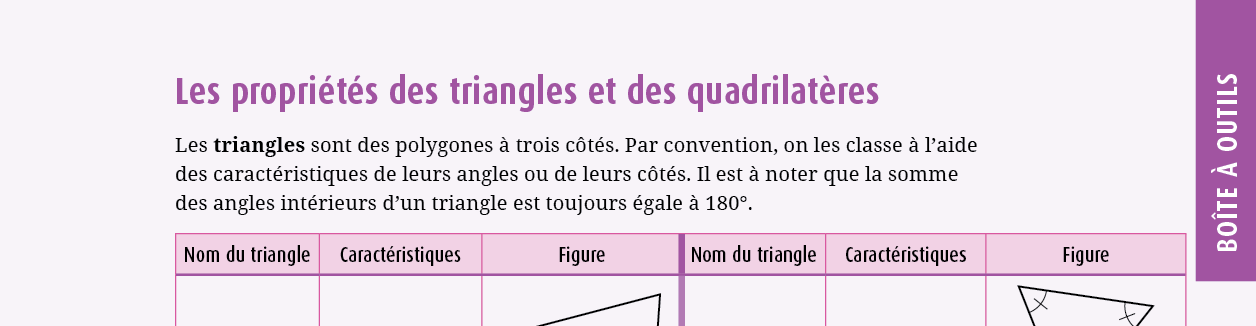 Les propriétés des triangles et des quadrilatères
Les triangles sont des polygones à trois côtés. Par convention, on les classe à l’aide
des caractéristiques de leurs angles ou de leurs côtés. Il est à noter que la somme
des angles intérieurs d’un triangle est toujours égale à 180°.
Nom du triangle Caractéristiques Figure Nom du triangle Caractéristiques Figure
BOÎTE À OUTILS